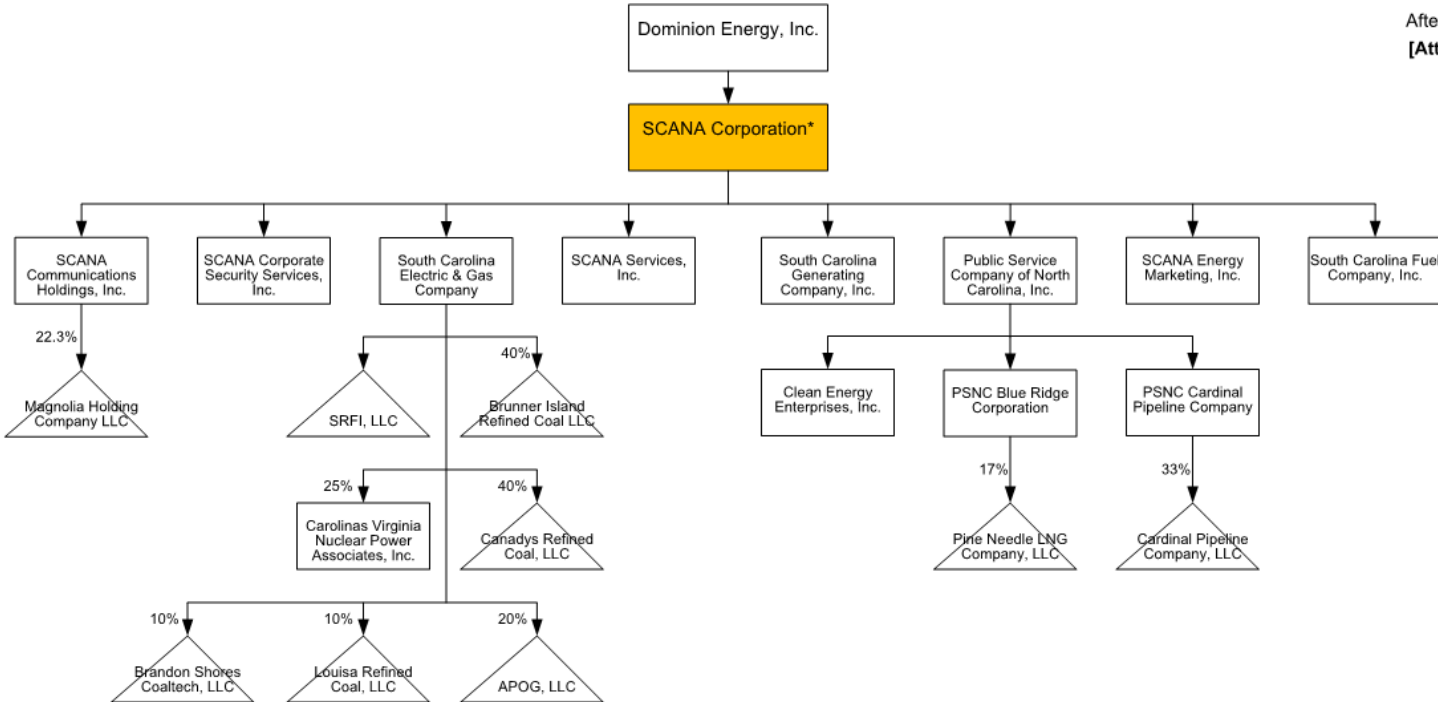 Dominion Energy, Inc.
Afte
[Att
SCANA Corporation*
SCANA
Communications
Holdings, Inc.
SCANA Corporate
Security Services,
Inc.
South Carolina
Electric & Gas
Company
SCANA Services,
Inc.
South Carolina
Generating
Company, Inc.
Public Service
Company of North
Carolina, Inc.
SCANA Energy
Marketing, Inc.
South Carolina Fuel
Company, Inc.
22.3%
Magnolia Holding
Company LLC
SRFI, LLC
40%
Brunner Island
Refined Coal LLC
Clean Energy
Enterprises, Inc.
PSNC Blue Ridge
Corporation
PSNC Cardinal
Pipeline Company
25%
Carolinas Virginia
Nuclear Power
Associates, Inc.
40%
Canadys Refined
Coal, LLC
17%
Pine Needle LNG
Company, LLC
33%
Cardinal Pipeline
Company, LLC
10%
Brandon Shores
Coaltech, LLC
10%
Louisa Refined
Coal, LLC
20%
APOG, LLC